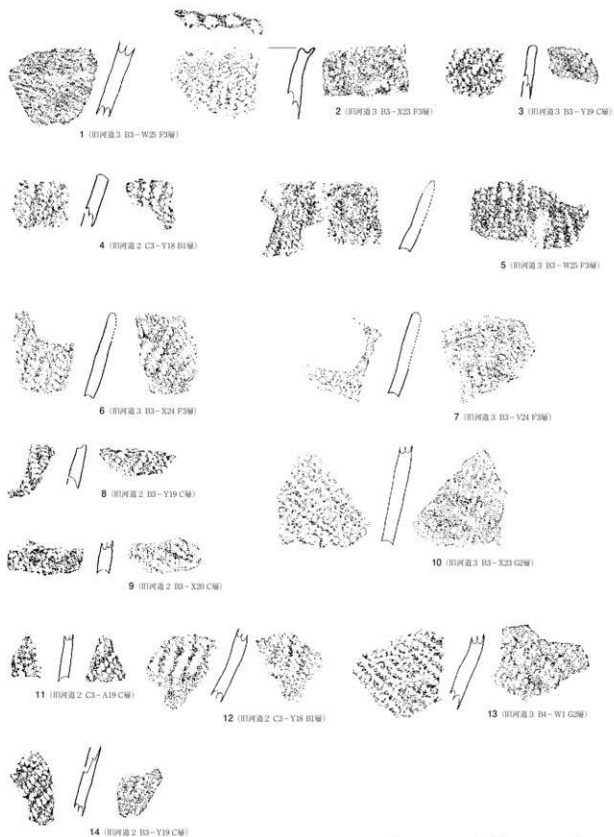 1 (旧河道3 B3-W25 F3層)
2 (旧河道3 B3-X23 F3層)
3 (旧河道3 B3-Y19 C層)
4 (旧河道2 C3-Y18 B1層)
5 (旧河道3 B3-W25 F3層)
6 (旧河道3 B3-X24 F3層)
7 (旧河道3 B3-V24 F3層)
8 (旧河道2 B3-Y19 C層)
9 (旧河道2 B3-X20 C層)
10 (旧河道3 B3-X23 G2層)
11 (旧河道2 C3-A19 C層)
12 (旧河道2 C3-Y18 B1層)
13 (旧河道3 B4-W1 G2層)
14 (旧河道2 B3-Y19 C層)